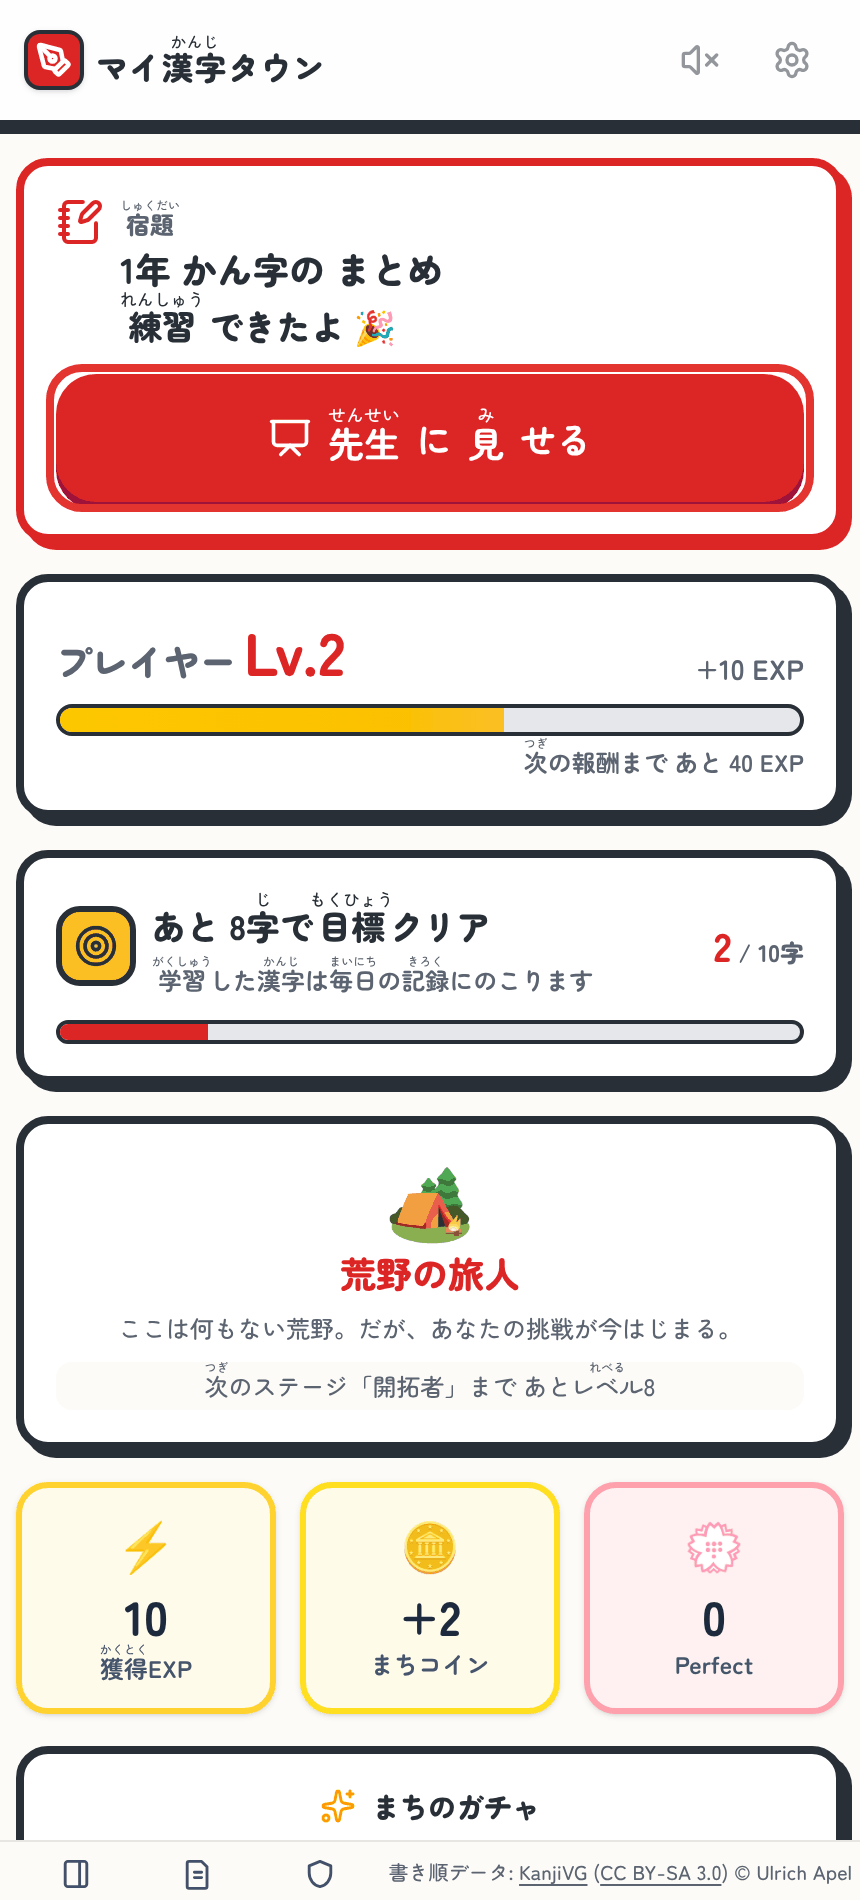 かんじ
マイ漢字タウン
しゅくだい
宿題
1年 かん字の まとめ
れんしゅう
練習 できたよ 🎉
せんせい み
先生 に 見 せる
プレイヤー Lv.2
+10 EXP
つぎ
次の報酬まで あと 40 EXP
じ もくひょう
あと 8字で目標クリア
がくしゅう かんじ まいにち きろく
学習した漢字は毎日の記録にのこります
2 / 10字
荒野の旅人
ここは何もない荒野。だが、あなたの挑戦が今はじまる。
つぎ れべる
次のステージ「開拓者」まで あとレベル8
10
かくとく
獲得EXP
+2
まちコイン
0
Perfect
まちのガチャ
書き順データ: KanjiVG (CC BY-SA 3.0) © Ulrich Apel